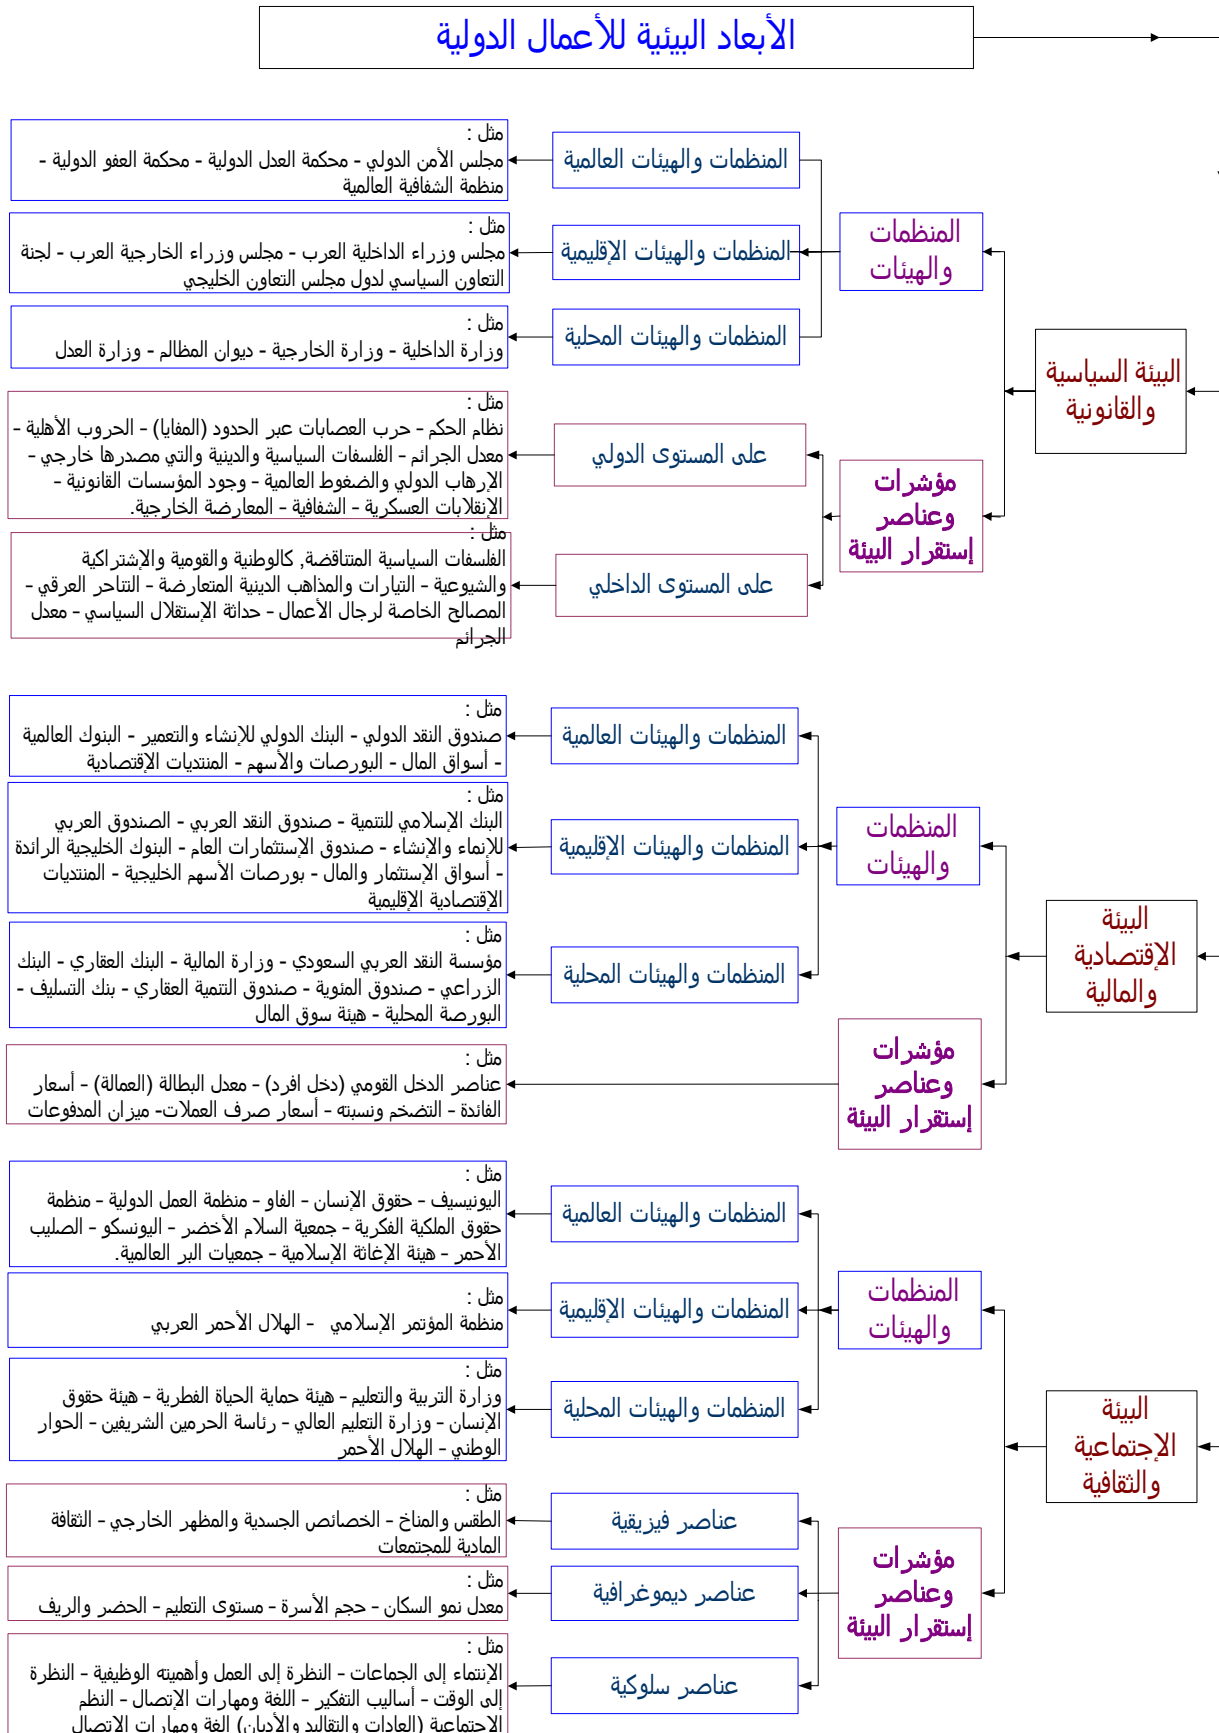 الأبعاد البيئية للأعمال الدولية
البيئة السياسية
والقانونية
المنظمات
والهيئات
المنظمات والهيئات العالمية
مثل :
مجلس الأمن الدولي - محكمة العدل الدولية - محكمة العفو الدولية -
منظمة الشفافية العالمية
المنظمات والهيئات الإقليمية
مثل :
مجلس وزراء الداخلية العرب - مجلس وزراء الخارجية العرب - لجنة
التعاون السياسي لدول مجلس التعاون الخليجي
المنظمات والهيئات المحلية
مثل :
وزارة الداخلية - وزارة الخارجية - ديوان المظالم - وزارة العدل
مؤشرات
وعناصر
إستقرار البيئة
على المستوى الدولي
مثل :
نظام الحكم - حرب العصابات عبر الحدود (المفايا) - الحروب الأهلية -
معدل الجرائم - الفلسفات السياسية والدينية والتي مصدرها خارجي -
الإرهاب الدولي والضغوط العالمية - وجود المؤسسات القانونية -
الإنقلابات العسكرية - الشفافية - المعارضة الخارجية.
على المستوى الداخلي
مثل :
الفلسفات السياسية المتناقضة, كالوطنية والقومية والإشتراكية
والشيوعية - التيارات والمذاهب الدينية المتعارضة - التناحر العرقي -
المصالح الخاصة لرجال الأعمال - حداثة الإستقلال السياسي - معدل
الجرائم
البيئة
الإقتصادية
والمالية
المنظمات
والهيئات
المنظمات والهيئات العالمية
مثل :
صندوق النقد الدولي - البنك الدولي للإنشاء والتعمير - البنوك العالمية
- أسواق المال - البورصات والأسهم - المنتديات الإقتصادية
المنظمات والهيئات الإقليمية
مثل :
البنك الإسلامي للتنمية - صندوق النقد العربي - الصندوق العربي
للإنماء والإنشاء - صندوق الإستثمارات العام - البنوك الخليجية الرائدة
- أسواق الإستثمار والمال - بورصات الأسهم الخليجية - المنتديات
الإقتصادية الإقليمية
المنظمات والهيئات المحلية
مثل :
مؤسسة النقد العربي السعودي - وزارة المالية - البنك العقاري - البنك
الزراعي - صندوق المئوية - صندوق التنمية العقاري - بنك التسليف -
البورصة المحلية - هيئة سوق المال
مؤشرات
وعناصر
إستقرار البيئة
مثل :
عناصر الدخل القومي (دخل افرد) - معدل البطالة (العمالة) - أسعار
الفائدة - التضخم ونسبته - أسعار صرف العملات- ميزان المدفوعات
البيئة
الإجتماعية
والثقافية
المنظمات
والهيئات
المنظمات والهيئات العالمية
مثل :
اليونيسيف - حقوق الإنسان - الفاو - منظمة العمل الدولية - منظمة
حقوق الملكية الفكرية - جمعية السلام الأخضر - اليونسكو - الصليب
الأحمر - هيئة الإغاثة الإسلامية - جمعيات البر العالمية.
المنظمات والهيئات الإقليمية
مثل :
منظمة المؤتمر الإسلامي - الهلال الأحمر العربي
المنظمات والهيئات المحلية
مثل :
وزارة التربية والتعليم - هيئة حماية الحياة الفطرية - هيئة حقوق
الإنسان - وزارة التعليم العالي - رئاسة الحرمين الشريفين - الحوار
الوطني - الهلال الأحمر
مؤشرات
وعناصر
إستقرار البيئة
عناصر فيزيقية
مثل :
الطقس والمناخ - الخصائص الجسدية والمظهر الخارجي - الثقافة
المادية للمجتمعات
عناصر ديموغرافية
مثل :
معدل نمو السكان - حجم الأسرة - مستوى التعليم - الحضر والريف
عناصر سلوكية
مثل :
الإنتماء إلى الجماعات - النظرة إلى العمل وأهميته الوظيفية - النظرة
إلى الوقت - أساليب التفكير - اللغة ومهارات الإتصال - النظم
الاجتماعية (العادات والتقاليد والأديان) الغة ومهارات الاتصال